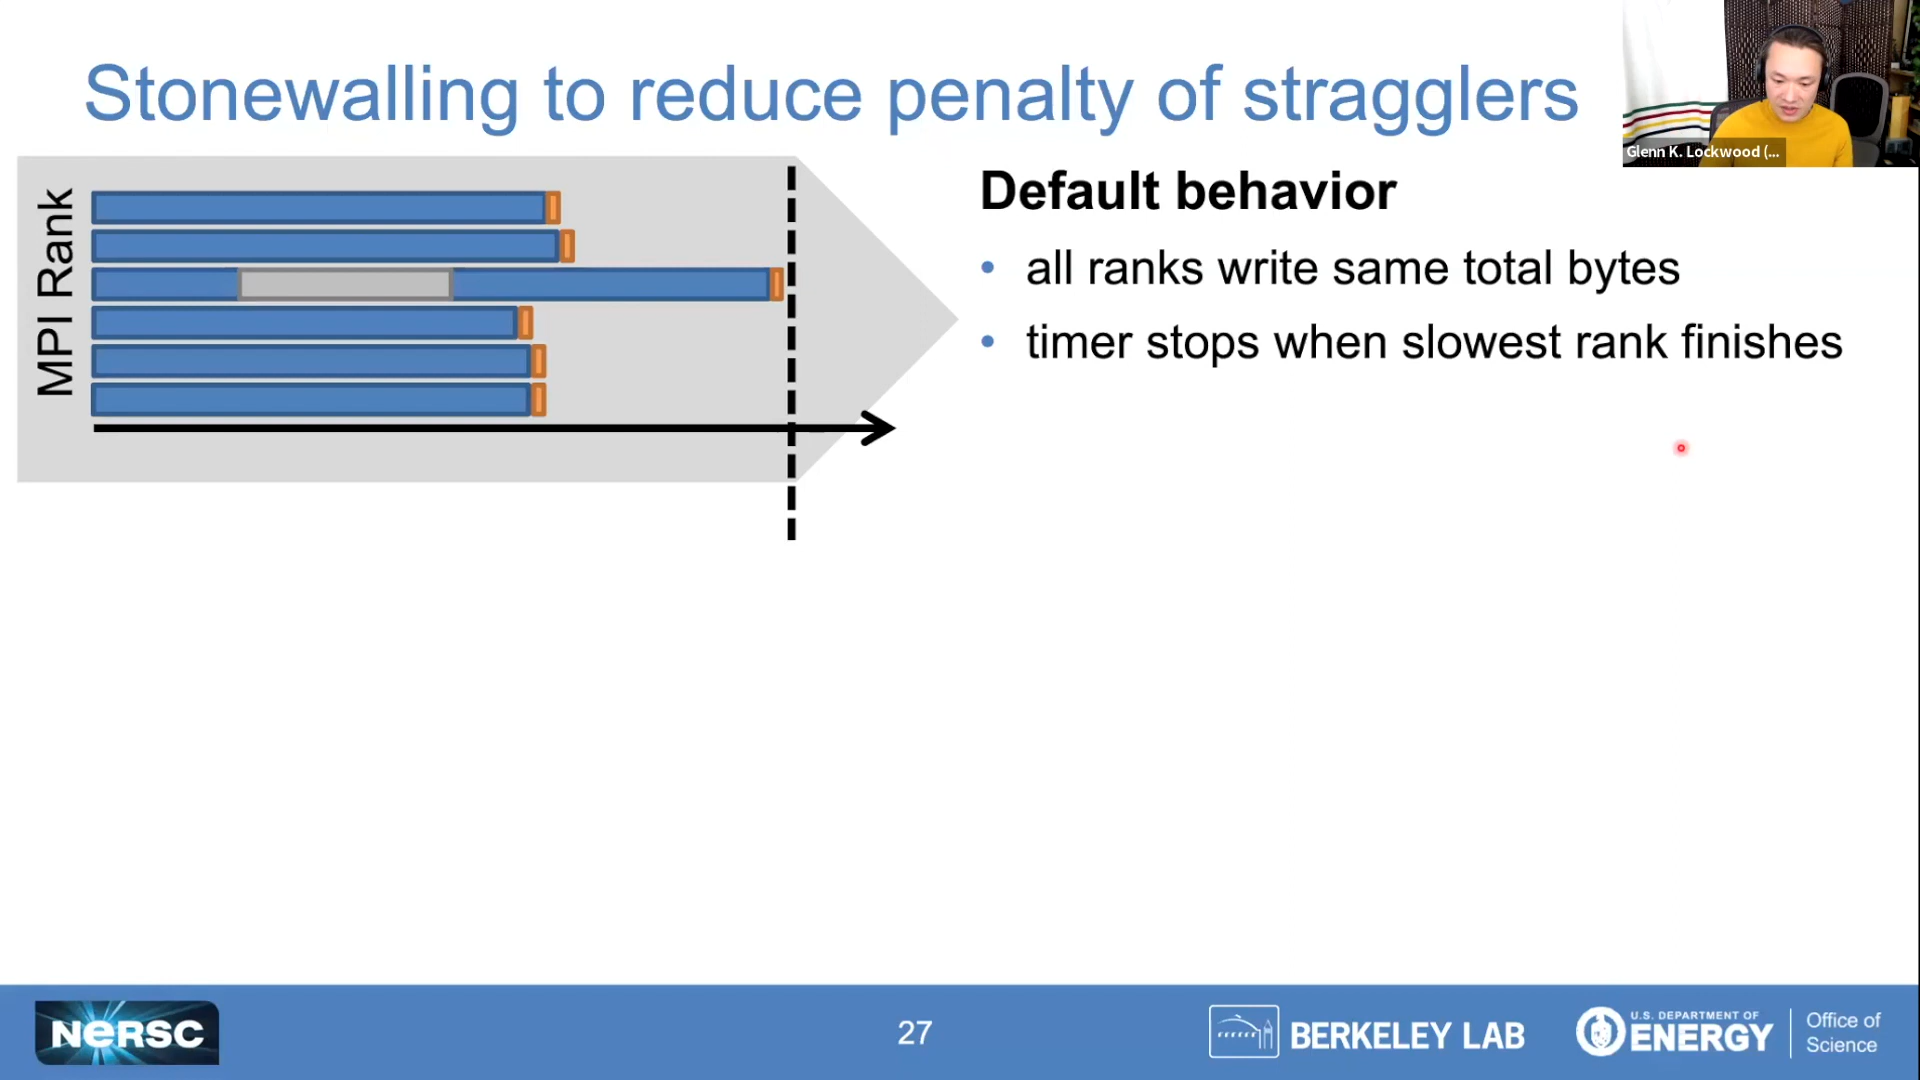 Stonewalling to reduce penalty of stragglers
Glenn K. Lockwood (...
MPI Rank
Default behavior
• all ranks write same total bytes
• timer stops when slowest rank finishes
NeRSC
27
BERKELEY LAB
U.S. DEPARTMENT OF
ENERGY
Office of
Science